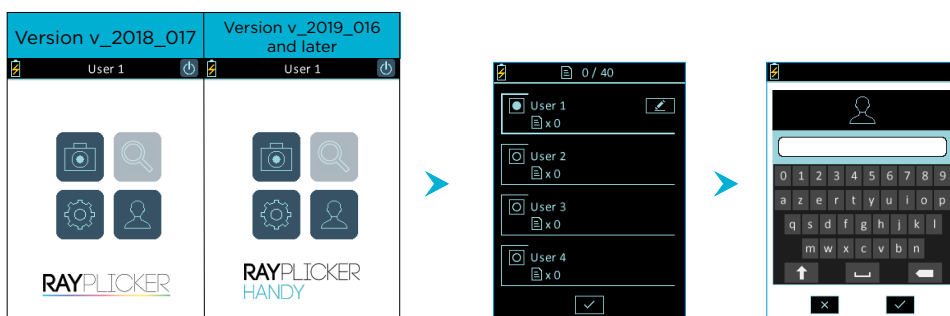 Version v_2018_017
User 1
RAYPLICKER
Version v_2019_016
and later
User 1
RAYPLICKER
HANDY
0 / 40
User 1
x 0
User 2
x 0
User 3
x 0
User 4
x 0
0 1 2 3 4 5 6 7 8 9
a z e r t y u i o p
q s d f g h j k l
m w x c v b n